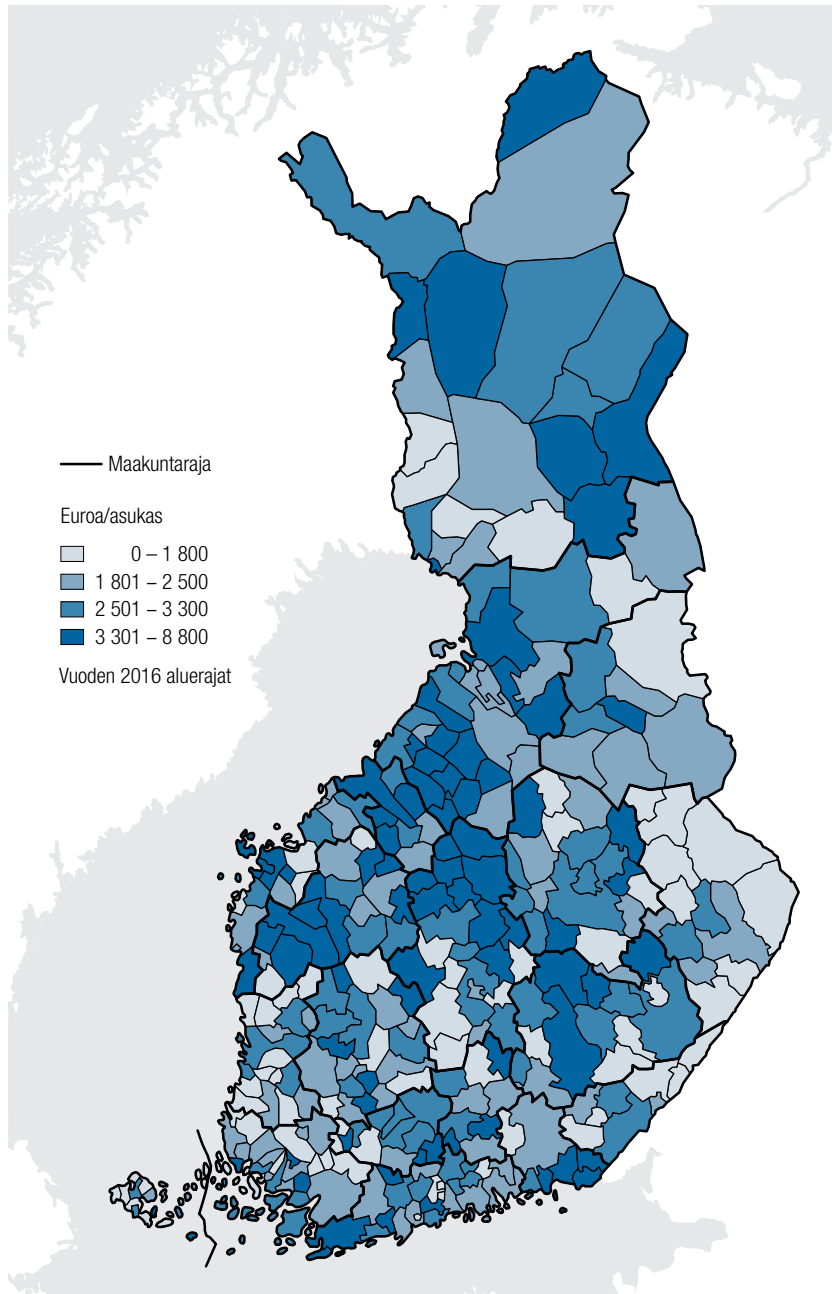 Maakuntaraja
Euroa/asukas
0 – 1 800
1 801 – 2 500
2 501 – 3 300
3 301 – 8 800
Vuoden 2016 aluerajat